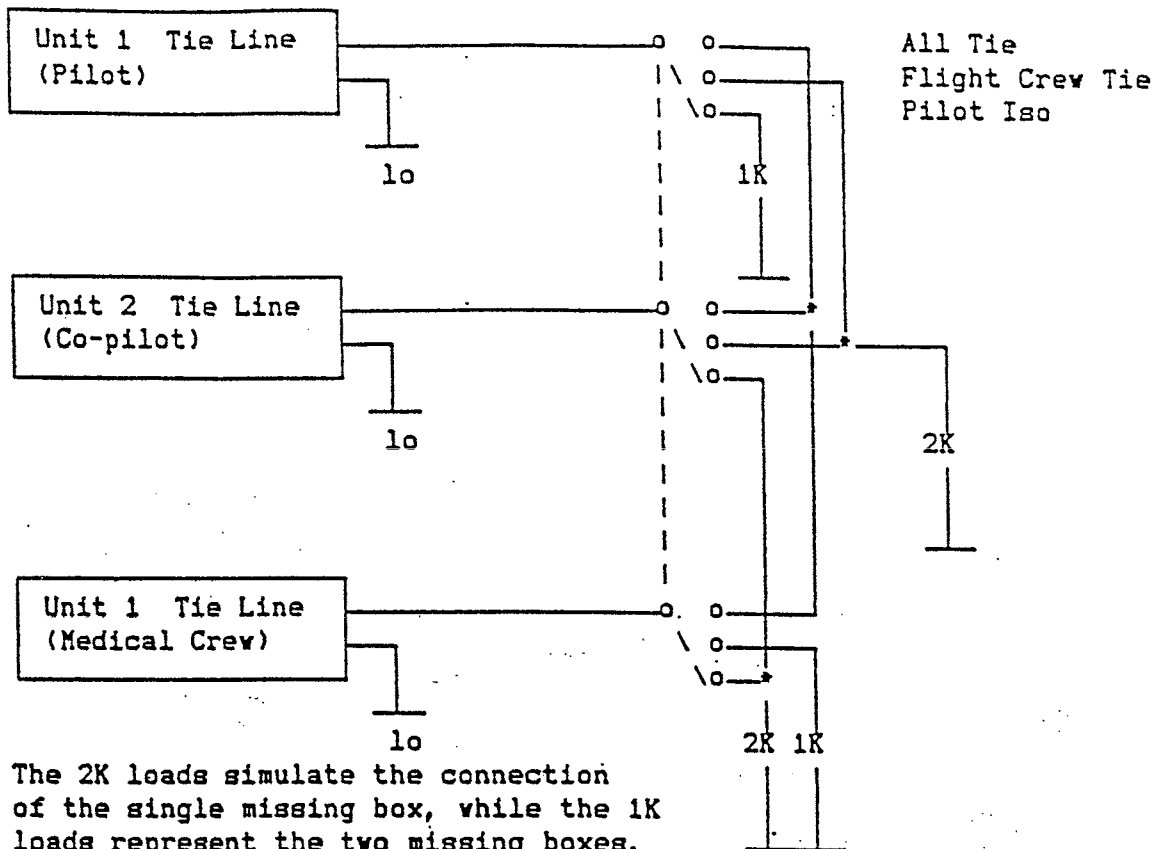 Unit 1 Tie Line
(Pilot)
lo
All Tie
Flight Crew Tie
Pilot Iso
1K
Unit 2 Tie Line
(Co-pilot)
lo
2K
Unit 1 Tie Line
(Medical Crew)
lo
2K 1K
The 2K loads simulate the connection
of the single missing box, while the 1K
loads represent the two missing boxes.